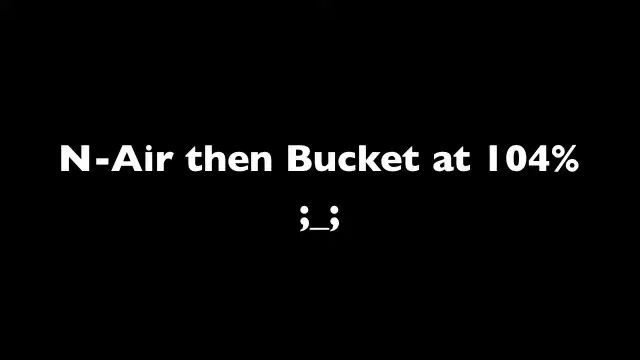 N-Air then Bucket at 104%
;_;